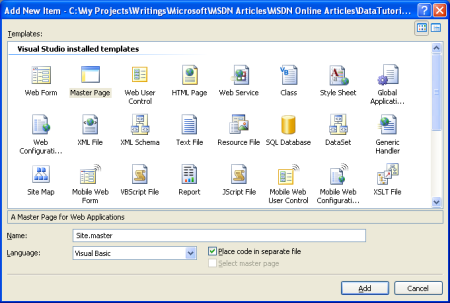 Add New Item - C:\My Projects\Writings\Microsoft\MSDN Articles\MSDN Online Articles\DataTutori...
Templates:
Visual Studio installed templates
Web Form Master Page Web User Control HTML Page Web Service Class Style Sheet Global Applicati...
Web Configurati... XML File XML Schema Text File Resource File SQL Database DataSet Generic Handler
Site Map Mobile Web Form VBScript File Report JScript File Mobile Web User Control Mobile Web Configurati... XSLT File
A Master Page for Web Applications
Name: Site.master
Language: Visual Basic Place code in separate file
Select master page
Add Cancel